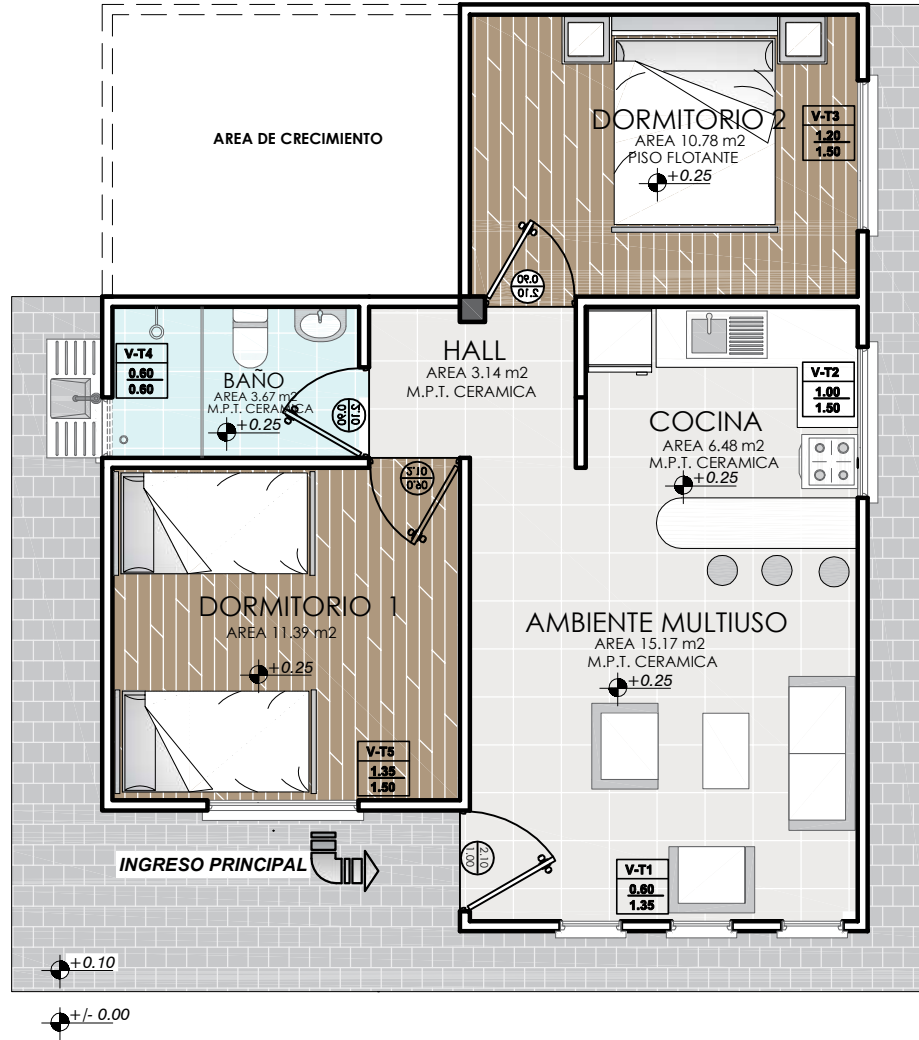 AREA DE CRECIMIENTO
DORMITORIO 2
AREA 10.78 m2
PISO FLOTANTE
+0.25
V-T3
1.20
1.50
0.90
2.10
V-T4
0.60
0.60
BAÑO
AREA 3.67 m2
M.P.T. CERAMICA
+0.25
2.10
0.90
HALL
AREA 3.14 m2
M.P.T. CERAMICA
V-T2
1.00
1.50
COCINA
AREA 6.48 m2
M.P.T. CERAMICA
+0.25
2.10
0.90
DORMITORIO 1
AREA 11.39 m2
+0.25
V-T5
1.35
1.50
AMBIENTE MULTIUSO
AREA 15.17 m2
M.P.T. CERAMICA
+0.25
INGRESO PRINCIPAL
2.10
1.00
V-T1
0.60
1.35
+0.10
+/- 0.00